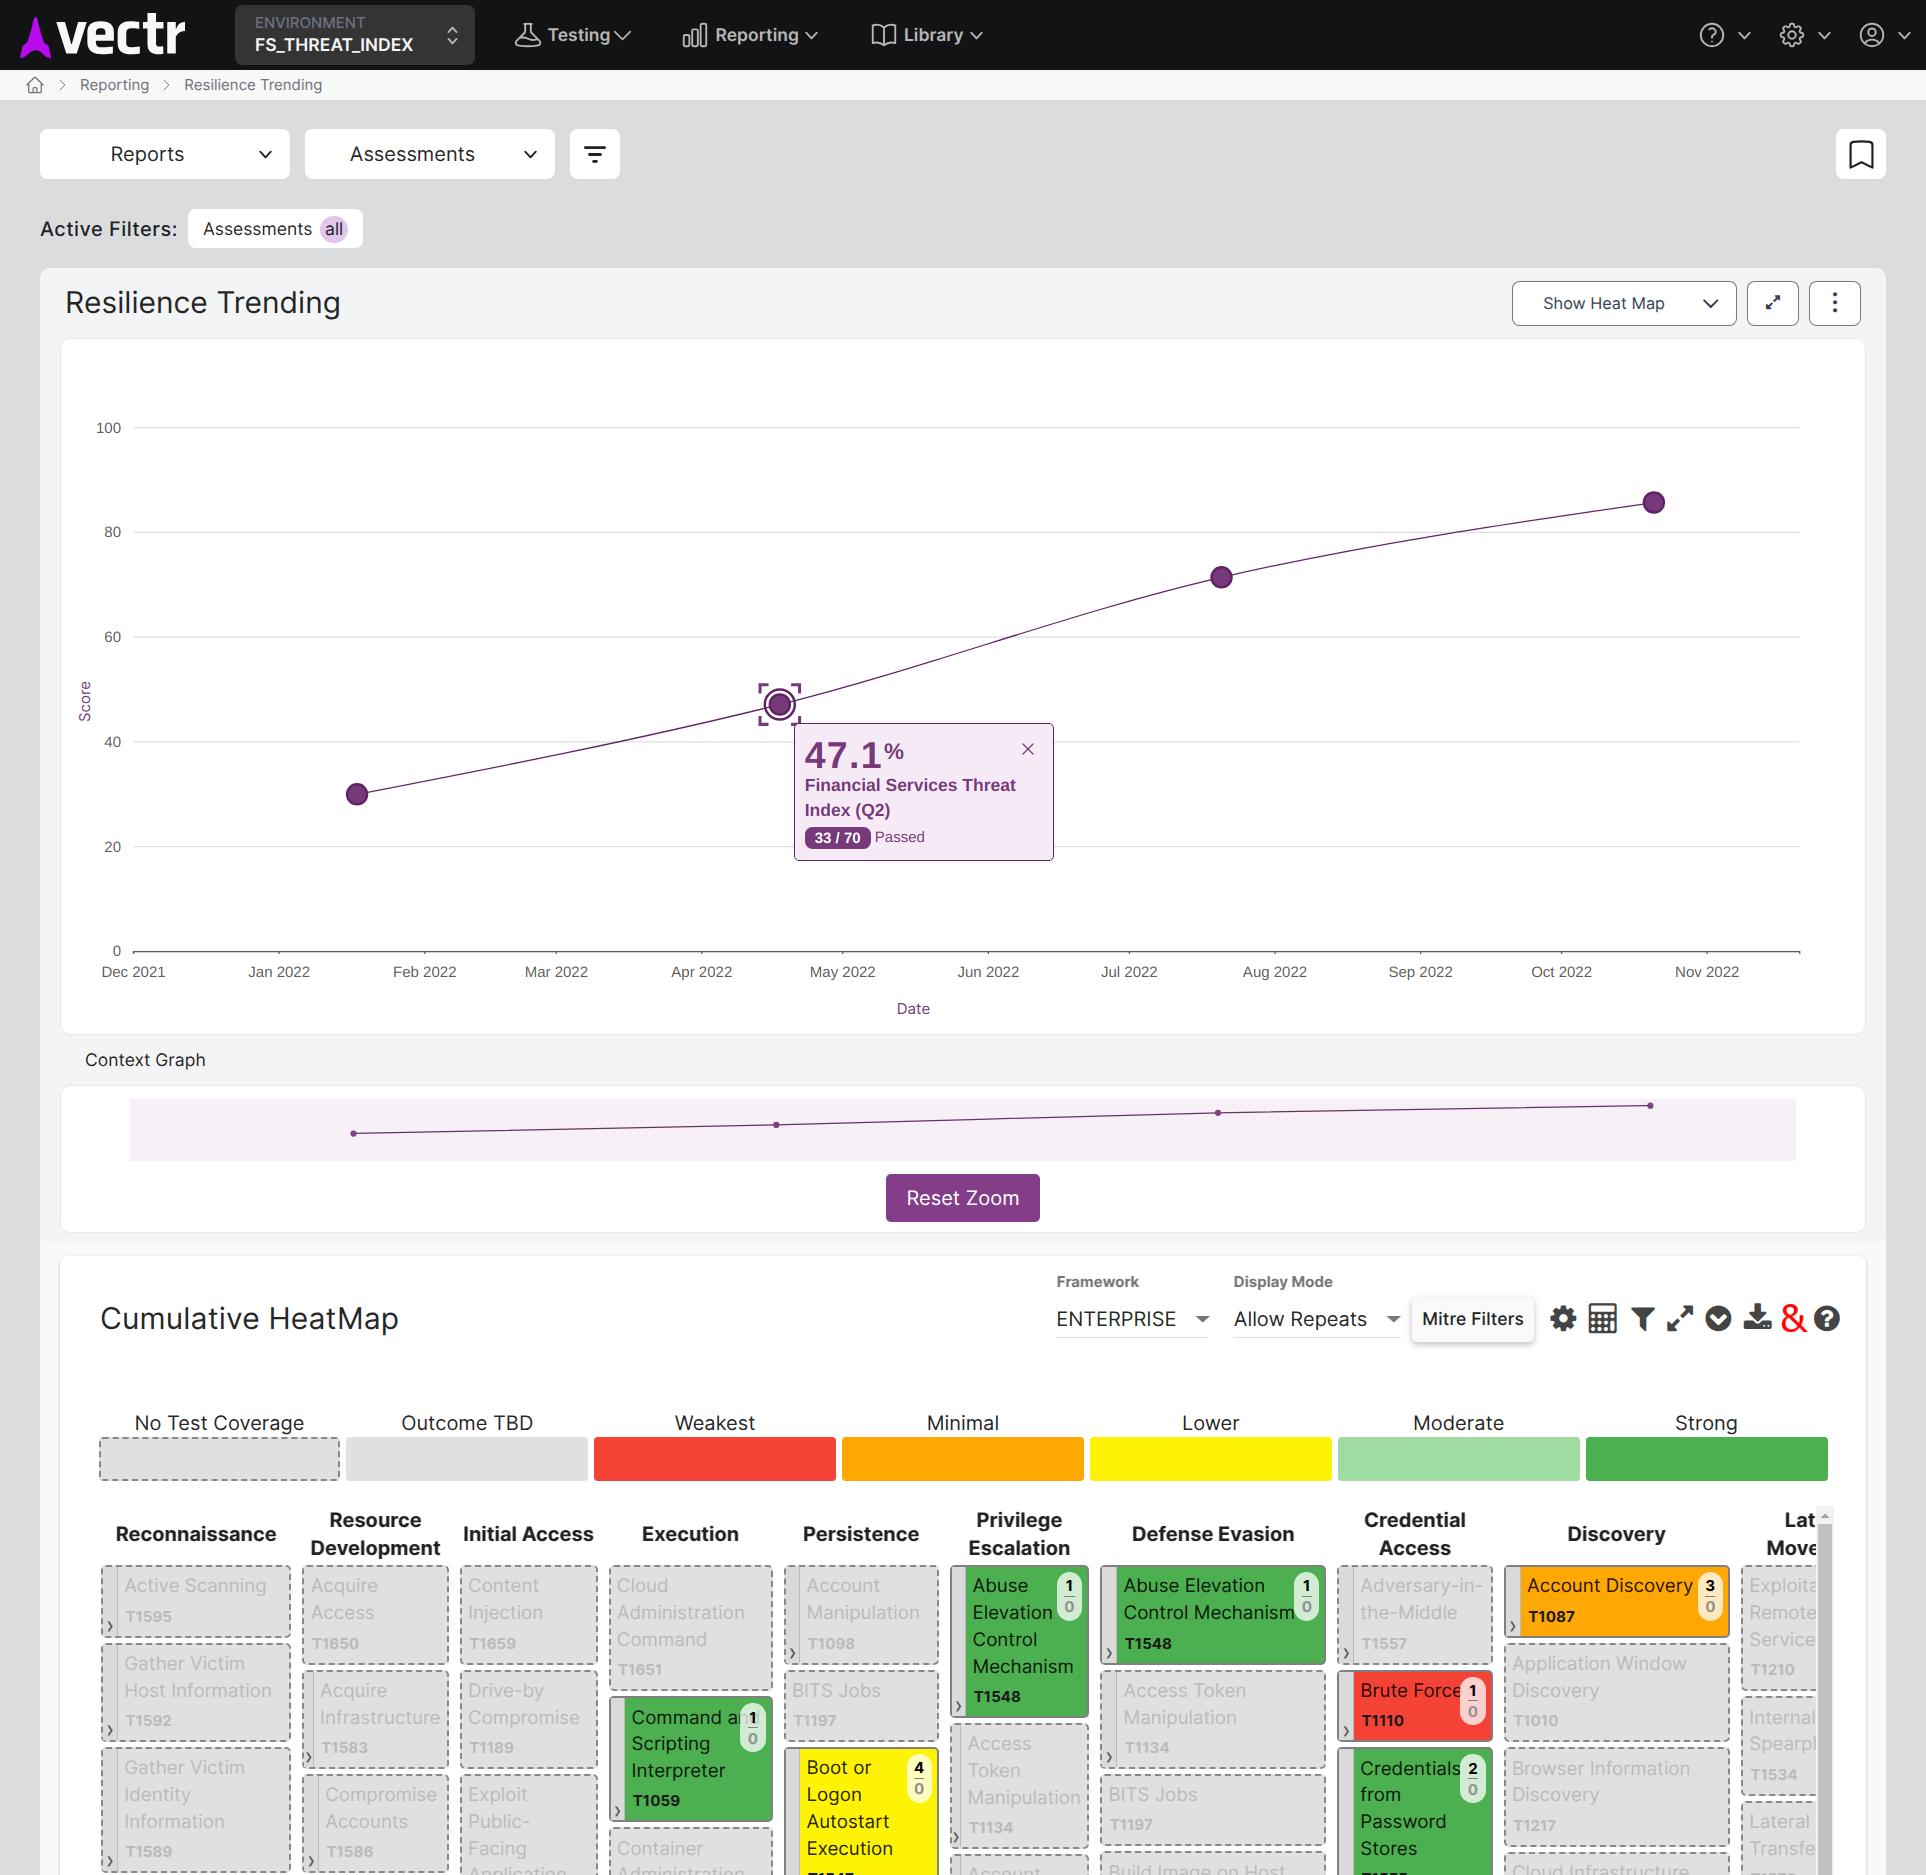 vectr
ENVIRONMENT
FS_THREAT_INDEX
Testing
Reporting
Library
Reporting
Resilience Trending
Reports
Assessments
Active Filters:
Assessments all
Resilience Trending
Show Heat Map
100
80
60
40
20
0
Score
47.1%
Financial Services Threat
Index (Q2)
33 / 70 Passed
Dec 2021
Jan 2022
Feb 2022
Mar 2022
Apr 2022
May 2022
Jun 2022
Jul 2022
Aug 2022
Sep 2022
Oct 2022
Nov 2022
Date
Context Graph
Reset Zoom
Cumulative HeatMap
Framework
ENTERPRISE
Display Mode
Allow Repeats
Mitre Filters
&
No Test Coverage
Outcome TBD
Weakest
Minimal
Lower
Moderate
Strong
Reconnaissance
Active Scanning
T1595
Gather Victim
Host Information
T1592
Gather Victim
Identity
Information
T1589
Resource
Development
Acquire
Access
T1650
Acquire
Infrastructure
T1583
Compromise
Accounts
T1586
Initial Access
Content
Injection
T1659
Drive-by
Compromise
T1189
Exploit
Public-
Facing
Application
Execution
Cloud
Administration
Command
T1651
Command and
Scripting
Interpreter
T1059
1
0
Container
Administration
Persistence
Account
Manipulation
T1098
BITS Jobs
T1197
Boot or
Logon
Autostart
Execution
T1547
4
0
Privilege
Escalation
Abuse
Elevation
Control
Mechanism
T1548
1
0
Access
Token
Manipulation
T1134
Account
Defense Evasion
Abuse Elevation
Control Mechanism
T1548
1
0
Access Token
Manipulation
T1134
BITS Jobs
T1197
Build Image on Host
Credential
Access
Adversary-in-
the-Middle
T1557
Brute Force
T1110
1
0
Credentials
from
Password
Stores
T1555
2
0
Discovery
Account Discovery
T1087
3
0
Application Window
Discovery
T1010
Browser Information
Discovery
T1217
Cloud Infrastructure
Lat
Move
Exploita
Remote
Service
T1210
Internal
Spearph
T1534
Lateral
Transfe